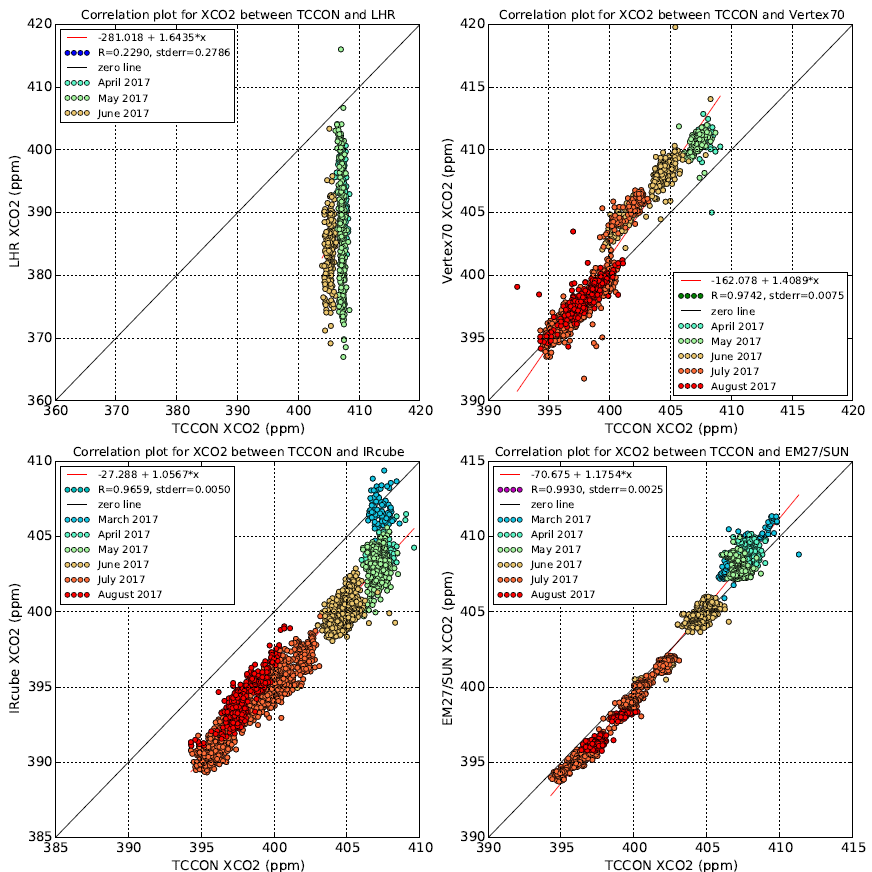 Correlation plot for XCO2 between TCCON and LHR
-281.018 + 1.6435*x
R=0.2290, stderr=0.2786
zero line
April 2017
May 2017
June 2017
420
410
400
390
380
370
360
360 370 380 390 400 410 420
LHR XCO2 (ppm)
TCCON XCO2 (ppm)
Correlation plot for XCO2 between TCCON and Vertex70
420
415
410
405
400
395
390
390 395 400 405 410 415 420
Vertex70 XCO2 (ppm)
-162.078 + 1.4089*x
R=0.9742, stderr=0.0075
zero line
April 2017
May 2017
June 2017
July 2017
August 2017
TCCON XCO2 (ppm)
Correlation plot for XCO2 between TCCON and IRcube
-27.288 + 1.0567*x
R=0.9659, stderr=0.0050
zero line
March 2017
April 2017
May 2017
June 2017
July 2017
August 2017
410
405
400
395
390
385
385 390 395 400 405 410
IRcube XCO2 (ppm)
TCCON XCO2 (ppm)
Correlation plot for XCO2 between TCCON and EM27/SUN
-70.675 + 1.1754*x
R=0.9930, stderr=0.0025
zero line
March 2017
April 2017
May 2017
June 2017
July 2017
August 2017
415
410
405
400
395
390
390 395 400 405 410 415
EM27/SUN XCO2 (ppm)
TCCON XCO2 (ppm)